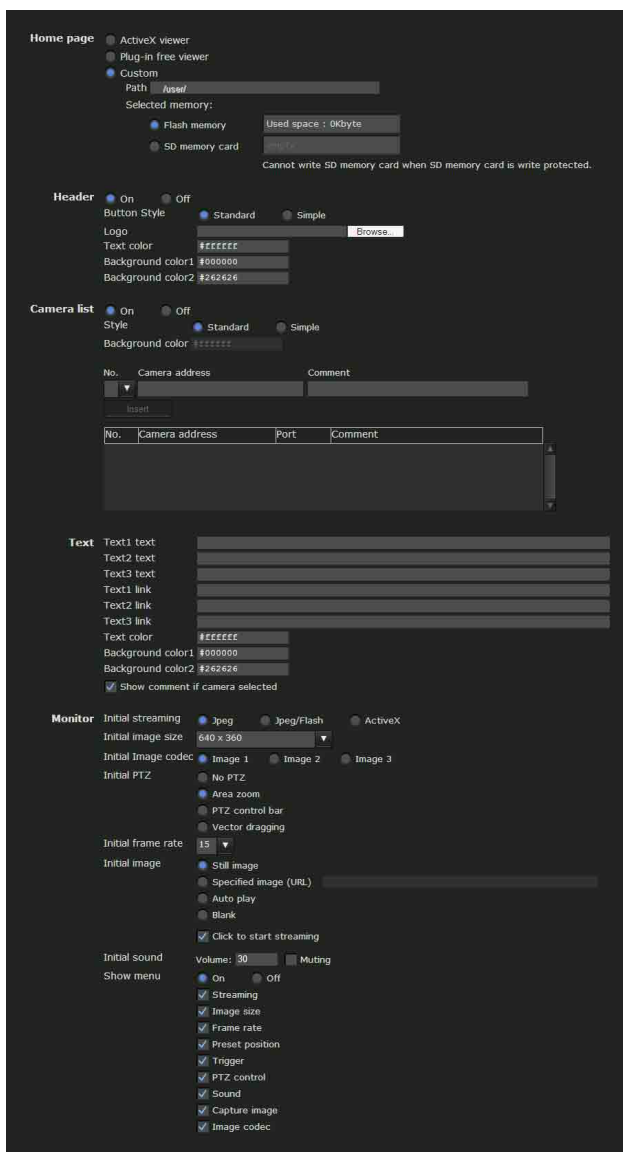 Home page ActiveX viewer
Plug-in free viewer
Custom
Path /user/
Selected memory:
Flash memory Used space : 0Kbyte
SD memory card empty
Cannot write SD memory card when SD memory card is write protected.
Header On Off
Button Style Standard Simple
Logo Browse...
Text color #ffffff
Background color1 #000000
Background color2 #262626
Camera list On Off
Style Standard Simple
Background color #ffffff
No. Camera address Comment
Insert
No. Camera address Port Comment
Text Text1 text
Text2 text
Text3 text
Text1 link
Text2 link
Text3 link
Text color #ffffff
Background color1 #000000
Background color2 #262626
Show comment if camera selected
Monitor Initial streaming Jpeg Jpeg/Flash ActiveX
Initial image size 640 x 360
Initial Image codec Image 1 Image 2 Image 3
Initial PTZ No PTZ
Area zoom
PTZ control bar
Vector dragging
Initial frame rate 15
Initial image Still image
Specified image (URL)
Auto play
Blank
Click to start streaming
Initial sound Volume: 30 Muting
Show menu On Off
Streaming
Image size
Frame rate
Preset position
Trigger
PTZ control
Sound
Capture image
Image codec